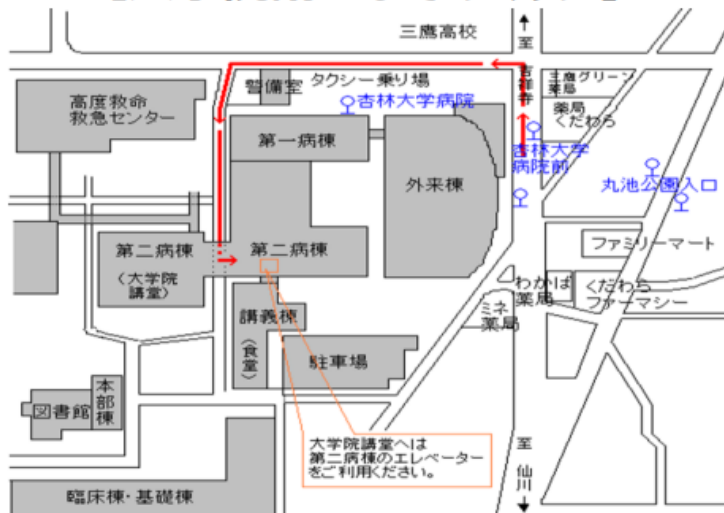 三鷹高校
至
吉祥寺
警備室
タクシー乗り場
三鷹グリーン
薬局
高度救命
救急センター
杏林大学病院
薬局
くだわら
第一病棟
杏林大学
病院前
外来棟
丸池公園入口
第二病棟
(大学院
講堂)
第二病棟
ファミリーマート
わかば
薬局
くだわら
ファーマシー
ミネ
薬局
講義棟
(食堂)
駐車場
本部棟
図書館
大学院講堂へは
第二病棟のエレベーター
をご利用ください。
至
仙川
臨床棟・基礎棟